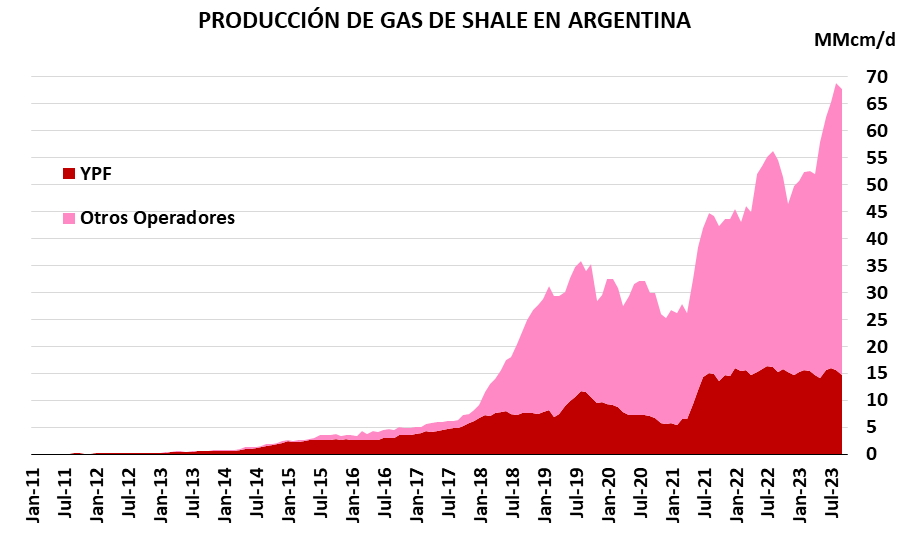 PRODUCCIÓN DE GAS DE SHALE EN ARGENTINA
MMcm/d
70
65
60
55
50
45
40
35
30
25
20
15
10
5
0
YPF
Otros Operadores
Jan-11
Jul-11
Jan-12
Jul-12
Jan-13
Jul-13
Jan-14
Jul-14
Jan-15
Jul-15
Jan-16
Jul-16
Jan-17
Jul-17
Jan-18
Jul-18
Jan-19
Jul-19
Jan-20
Jul-20
Jan-21
Jul-21
Jan-22
Jul-22
Jan-23
Jul-23